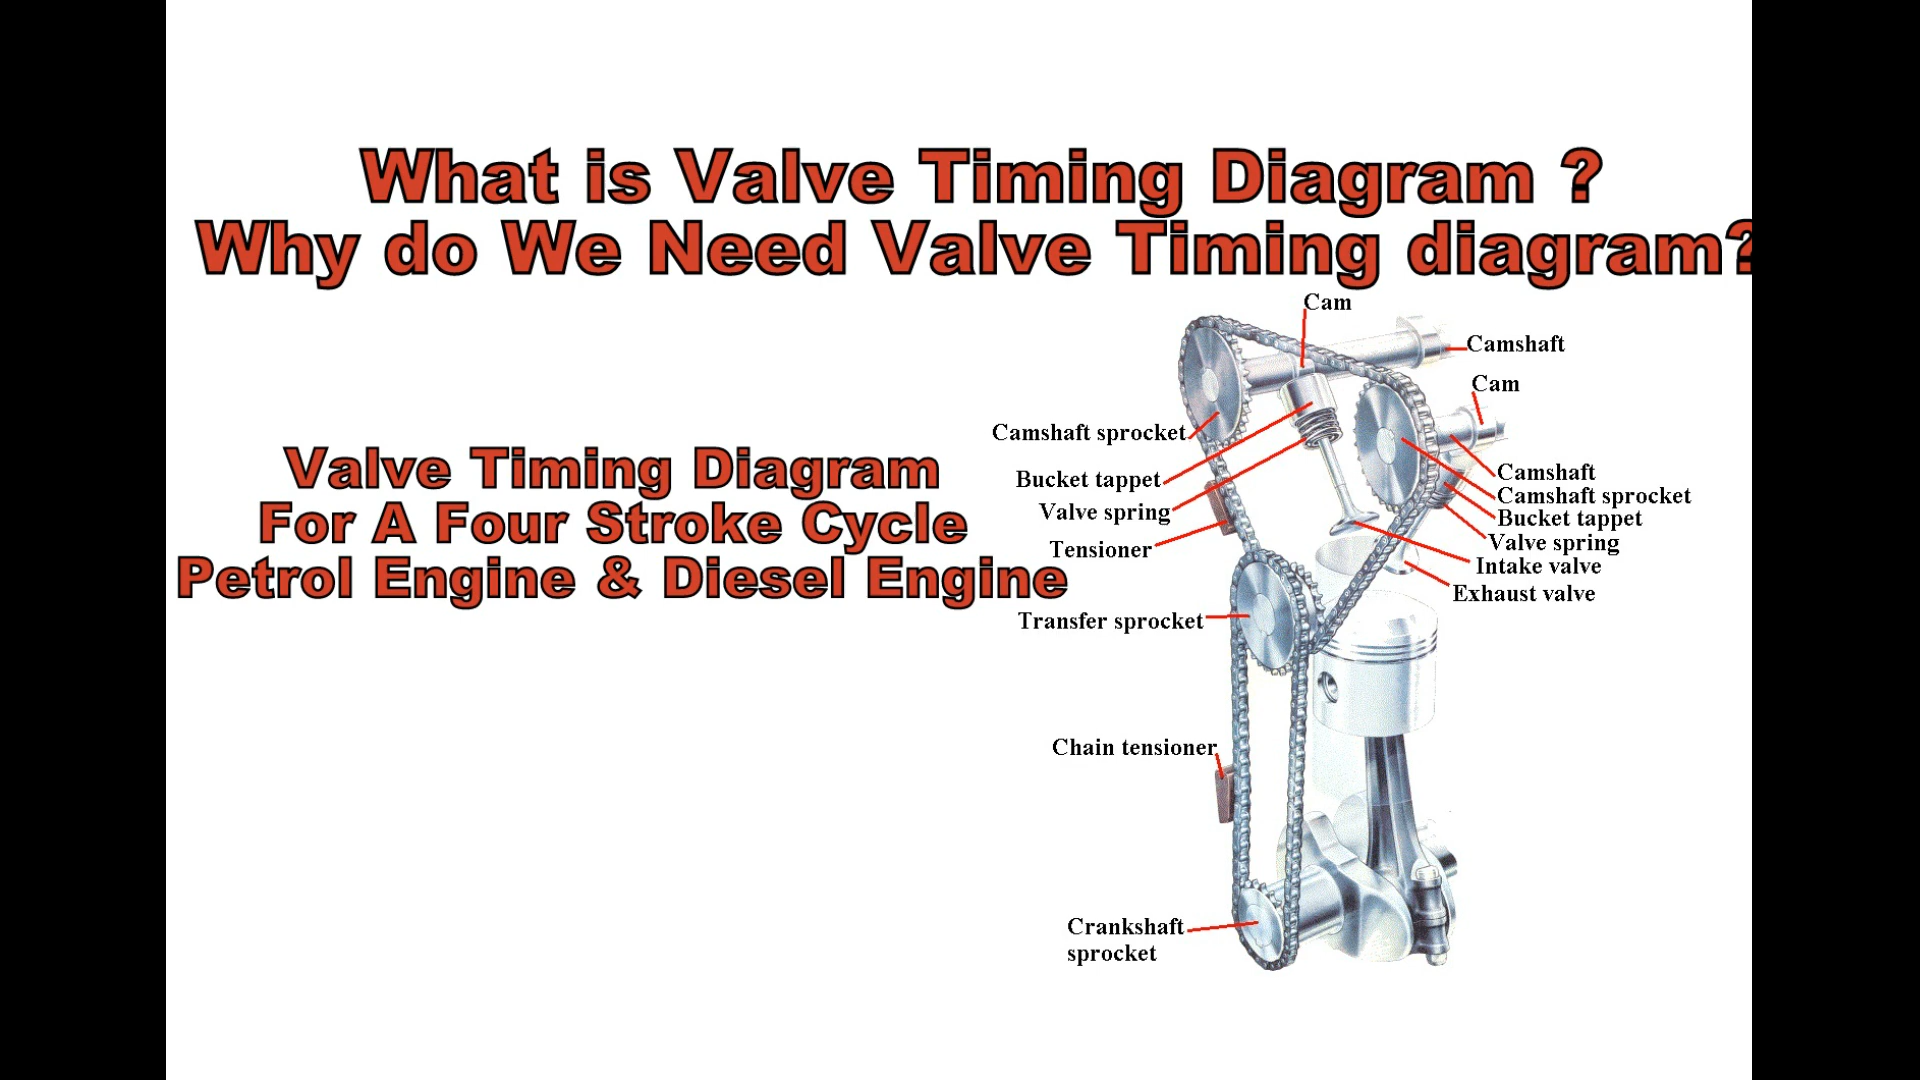 What is Valve Timing Diagram ?
Why do We Need Valve Timing diagram?
Valve Timing Diagram
For A Four Stroke Cycle
Petrol Engine & Diesel Engine
Cam
Camshaft
Cam
Camshaft sprocket
Bucket tappet
Valve spring
Tensioner
Camshaft
Camshaft sprocket
Bucket tappet
Valve spring
Intake valve
Exhaust valve
Transfer sprocket
Chain tensioner
Crankshaft
sprocket